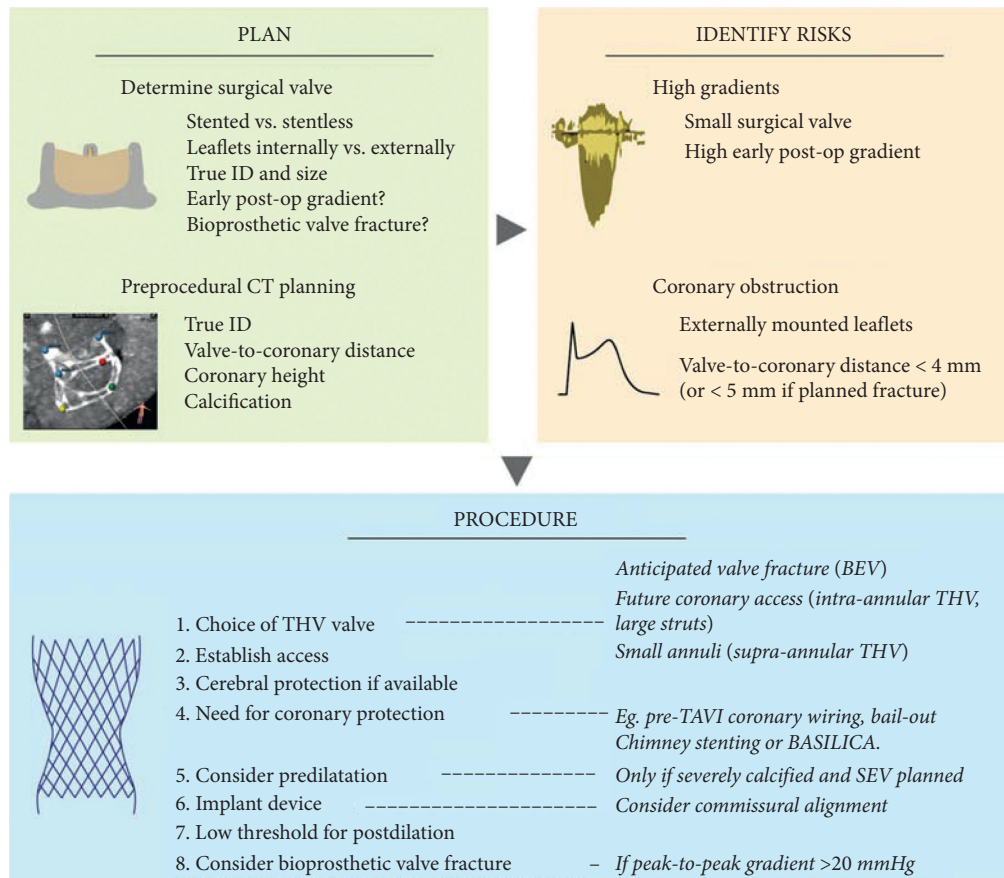 PLAN
Determine surgical valve
Stented vs. stentless
Leaflets internally vs. externally
True ID and size
Early post-op gradient?
Bioprosthetic valve fracture?
Preprocedural CT planning
True ID
Valve-to-coronary distance
Coronary height
Calcification
IDENTIFY RISKS
High gradients
Small surgical valve
High early post-op gradient
Coronary obstruction
Externally mounted leaflets
Valve-to-coronary distance < 4 mm
(or < 5 mm if planned fracture)
PROCEDURE
1. Choice of THV valve
Anticipated valve fracture (BEV)
Future coronary access (intra-annular THV,
large struts)
Small annuli (supra-annular THV)
2. Establish access
3. Cerebral protection if available
4. Need for coronary protection
Eg. pre-TAVI coronary wiring, bail-out
Chimney stenting or BASILICA.
5. Consider predilatation
Only if severely calcified and SEV planned
6. Implant device
Consider commissural alignment
7. Low threshold for postdilation
8. Consider bioprosthetic valve fracture – If peak-to-peak gradient >20 mmHg